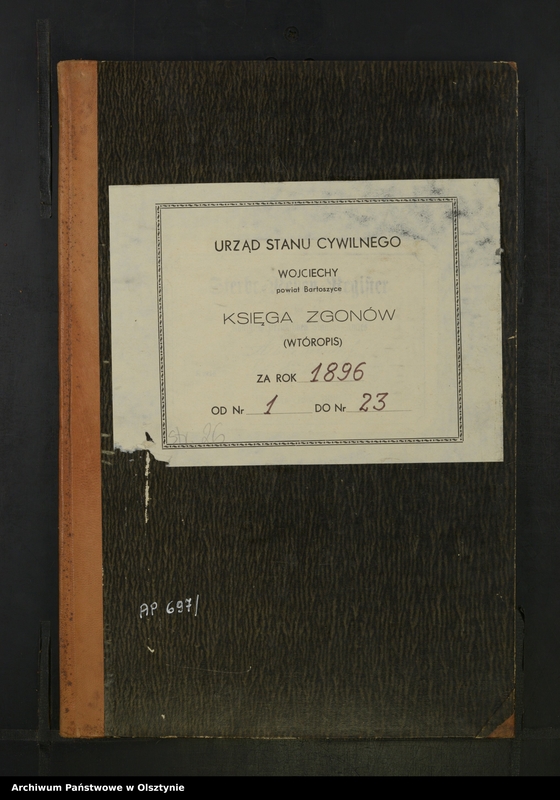 URZĄD STANU CYWILNEGO
WOJCIECHY
powiat Bartoszyce
KSIĘGA ZGONÓW
(WTÓROPIS)
ZA ROK 1896
OD Nr 1 DO Nr 23
AP 697/
Archiwum Państwowe w Olsztynie